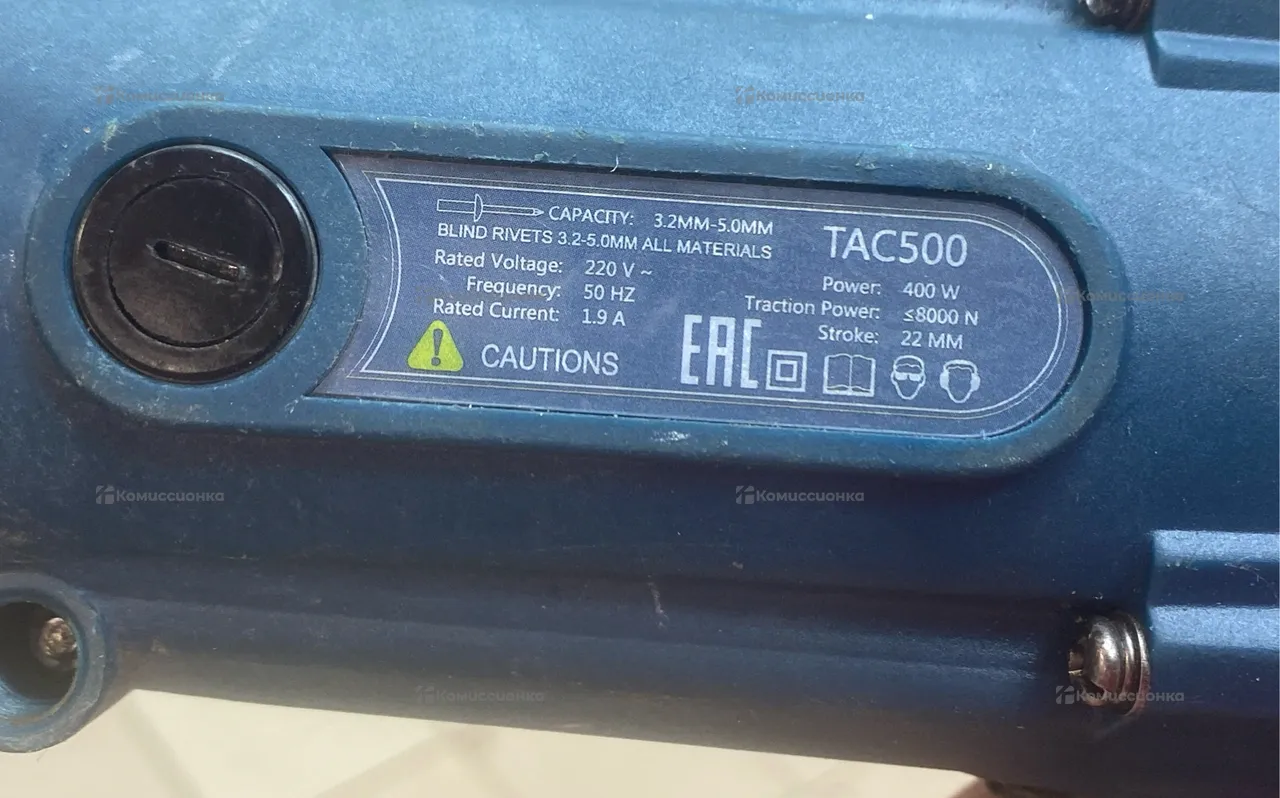 CAPACITY: 3.2MM-5.0MM
BLIND RIVETS 3.2-5.0MM ALL MATERIALS
Rated Voltage: 220 V ~
Frequency: 50 HZ
Rated Current: 1.9 A
CAUTIONS
TAC500
Power: 400 W
Traction Power: ≤8000 N
Stroke: 22 MM
EAC
Комиссионка
Комиссионка
Комиссионка
Комиссионка
Комиссионка
Комиссионка
Комиссионка